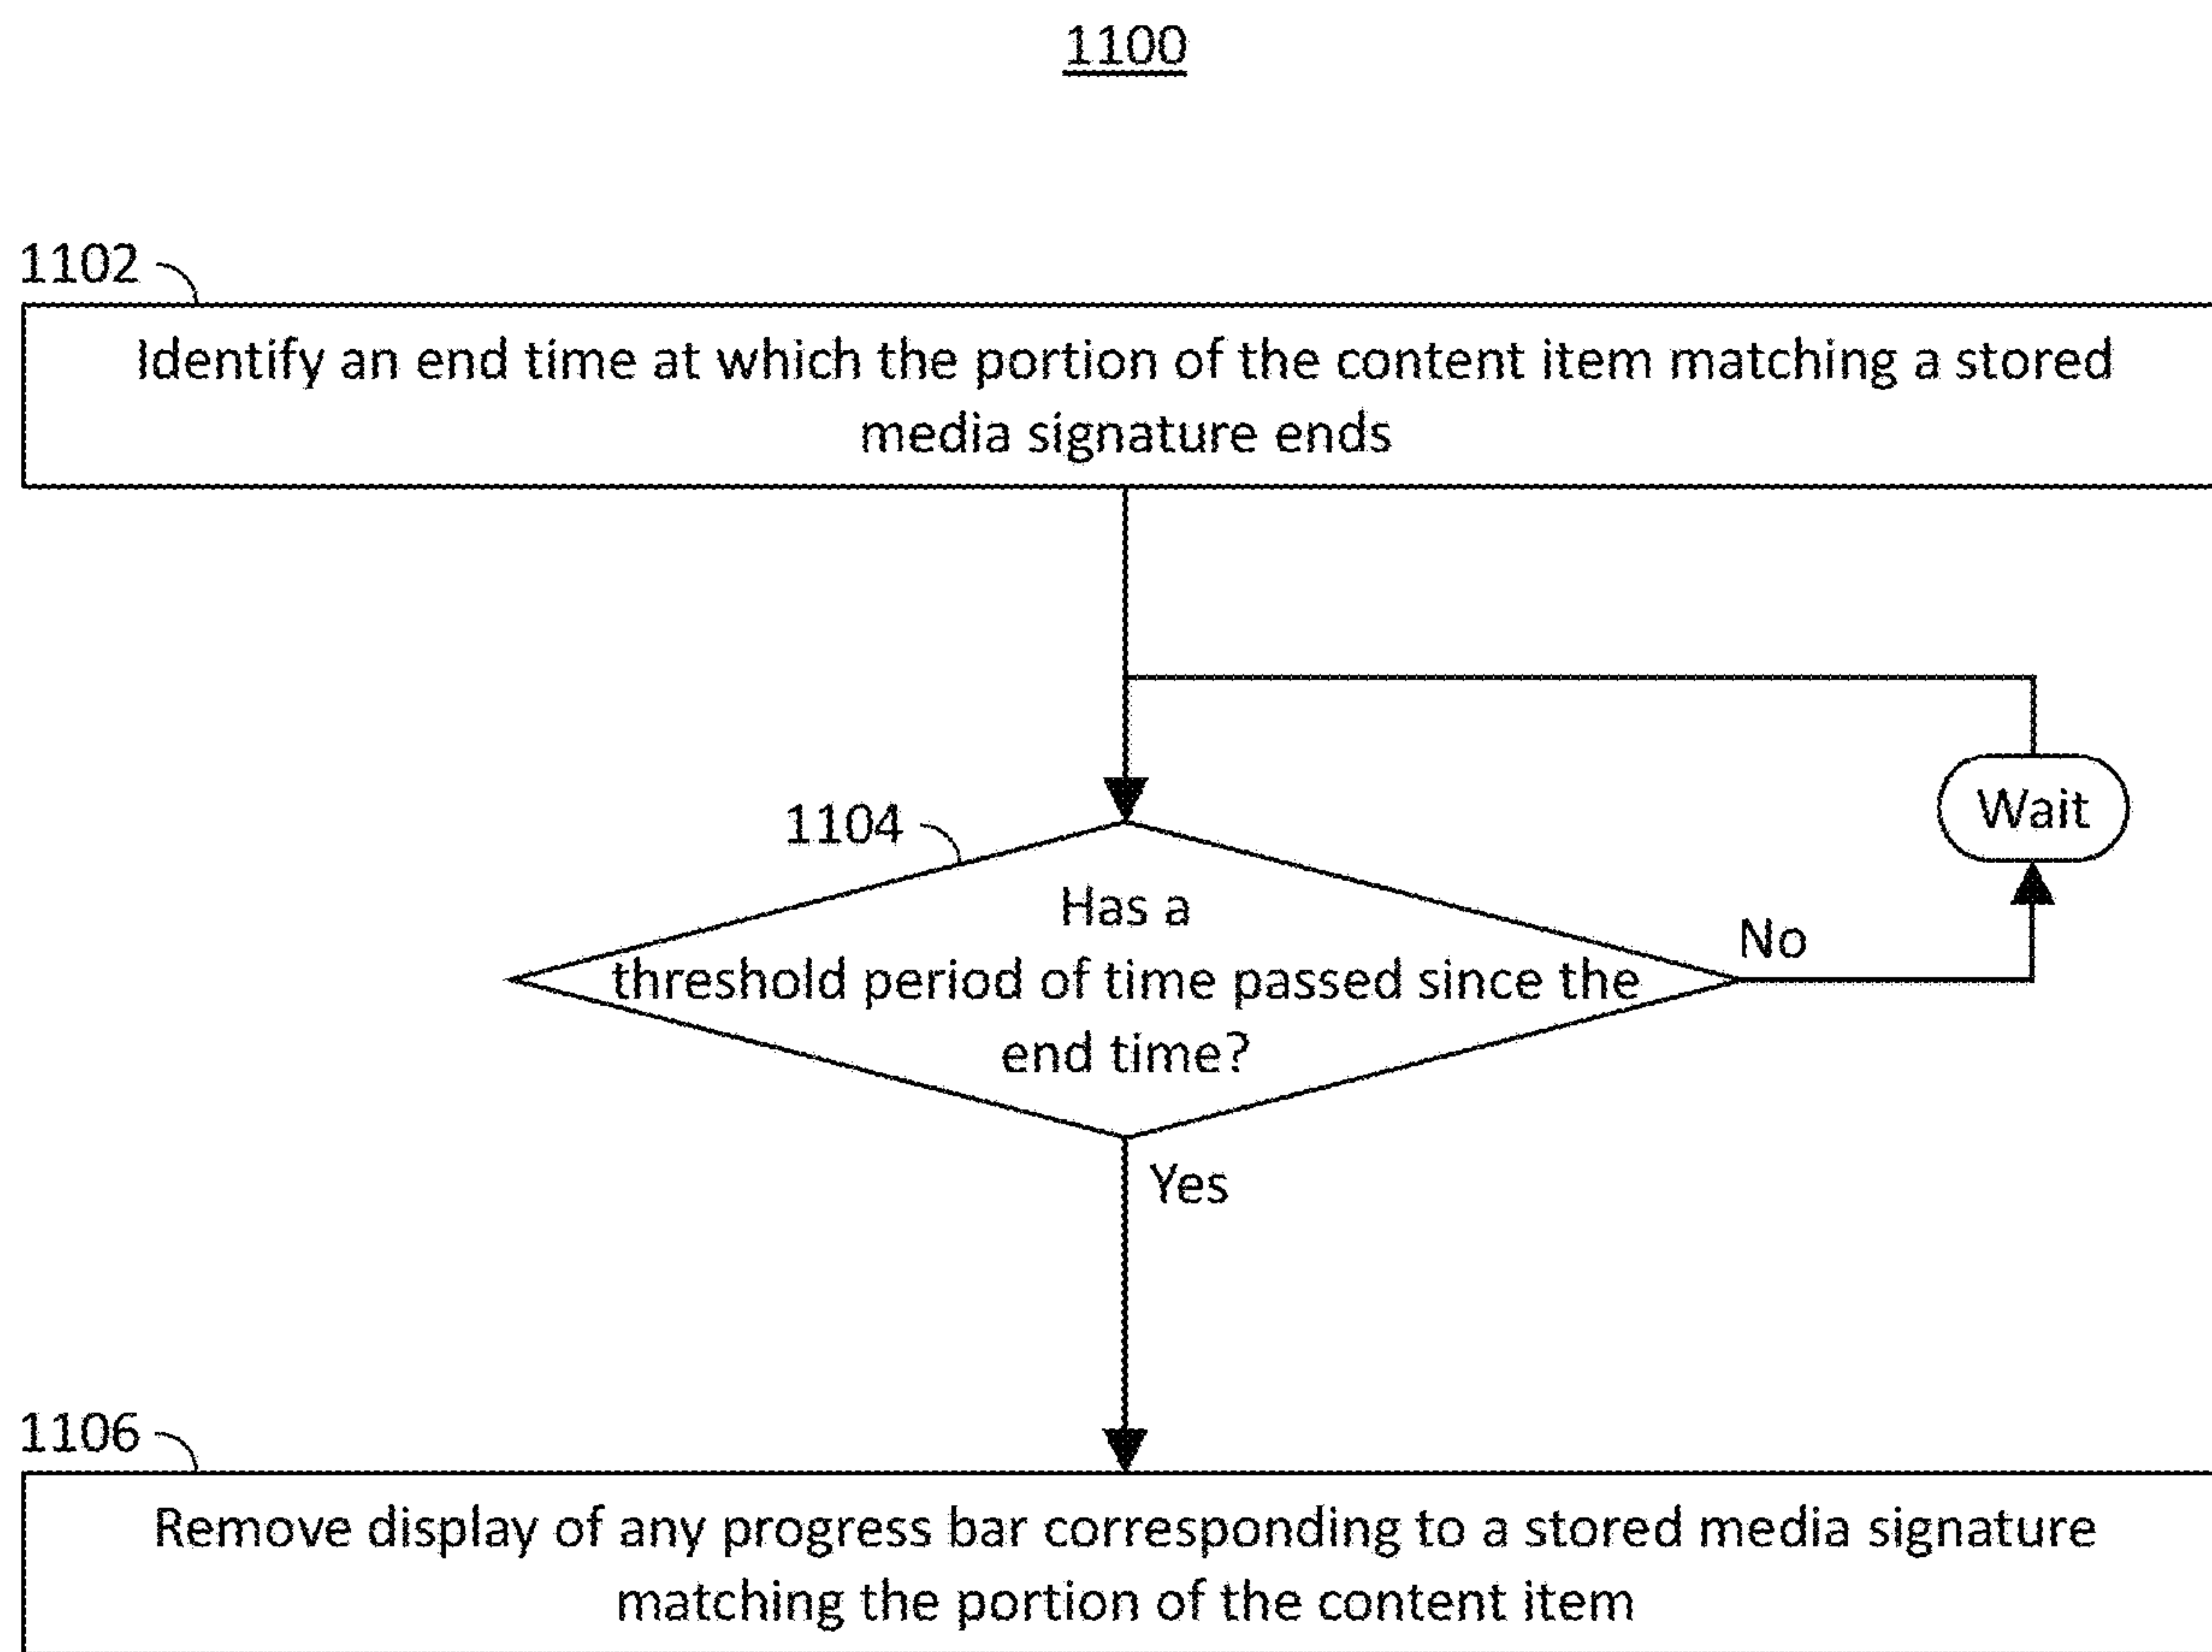 1100
1102
Identify an end time at which the portion of the content item matching a stored
media signature ends
Wait
1104
Has a
threshold period of time passed since the
end time?
No
Yes
1106
Remove display of any progress bar corresponding to a stored media signature
matching the portion of the content item